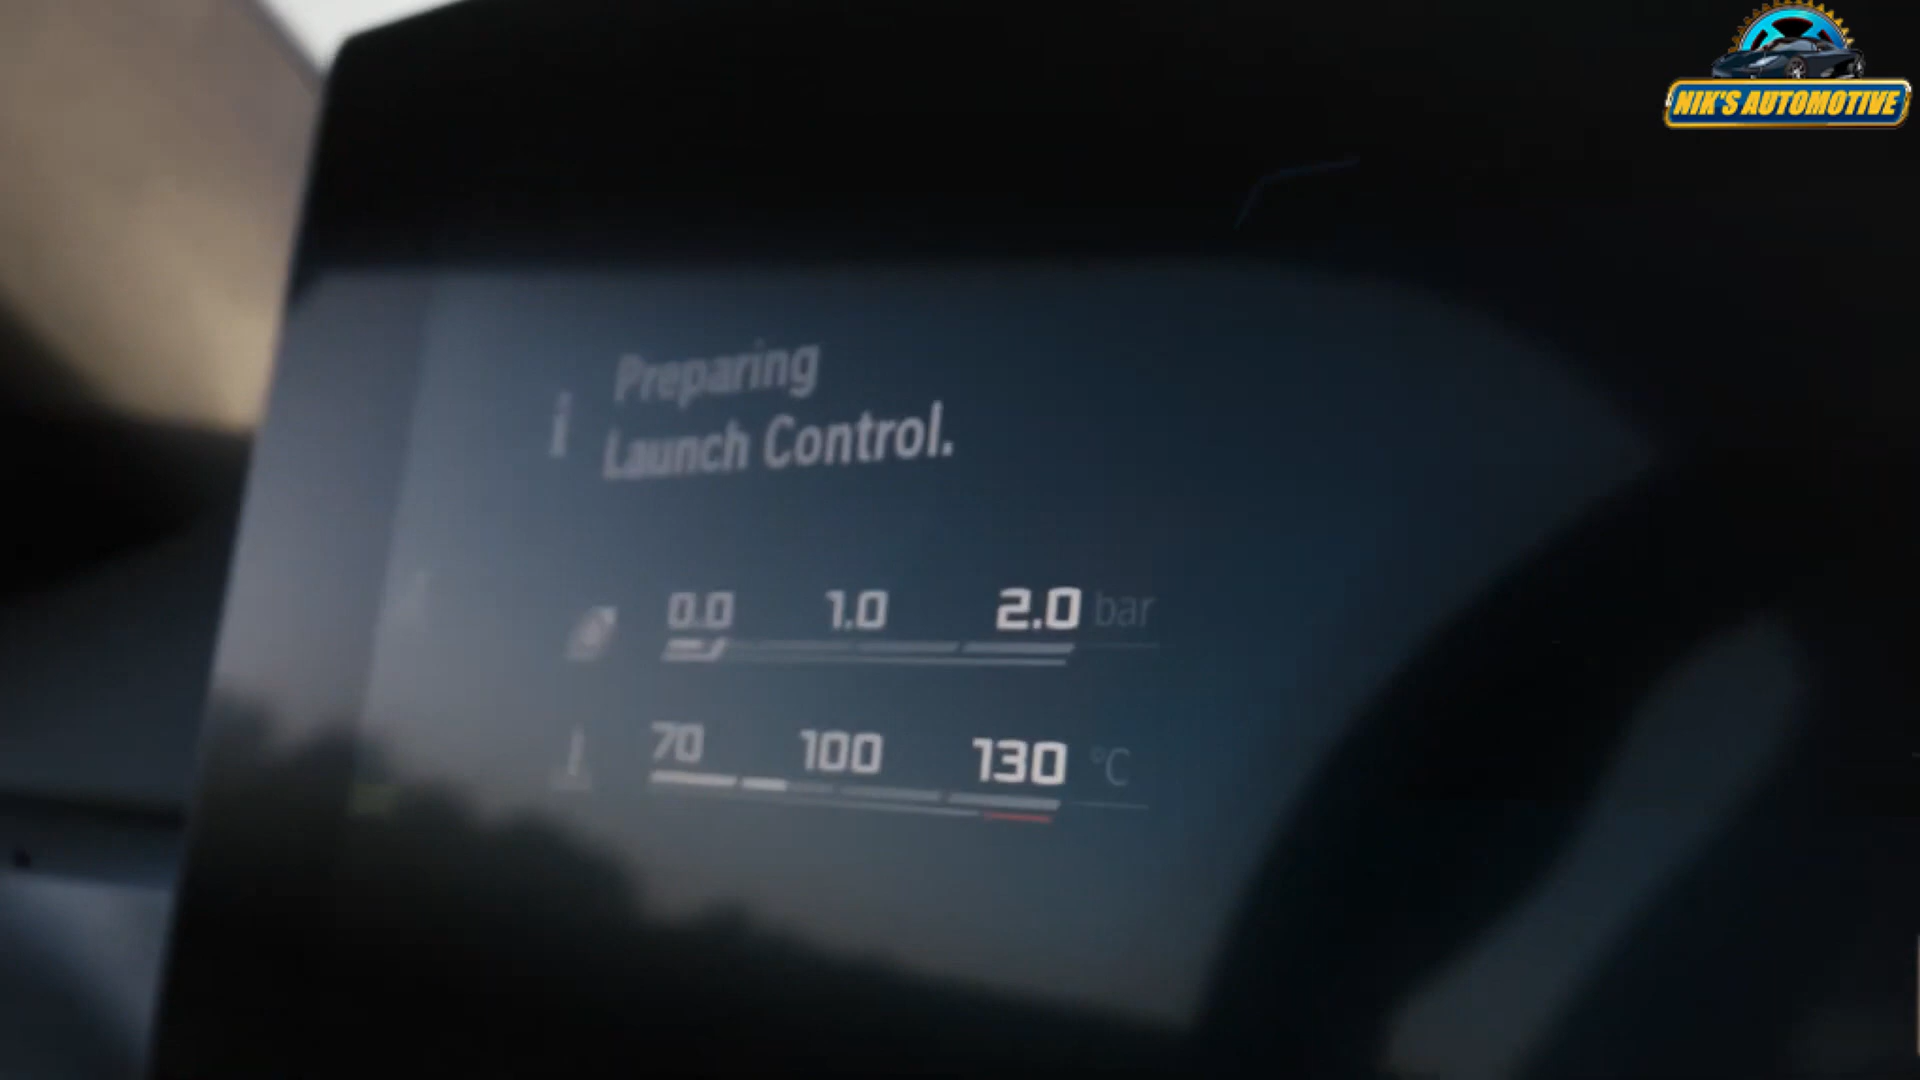 NIK'S AUTOMOTIVE
Preparing
Launch Control.
0.0 1.0 2.0 bar
70 100 130 °C